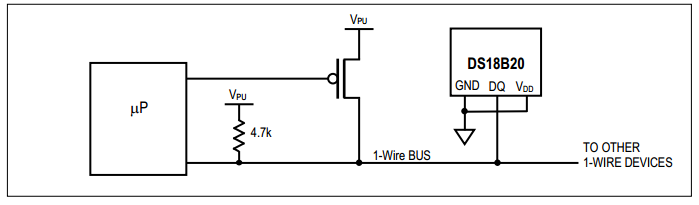 VPU
DS18B20
GND DQ VDD
µP
VPU
4.7k
1-Wire BUS
TO OTHER
1-WIRE DEVICES